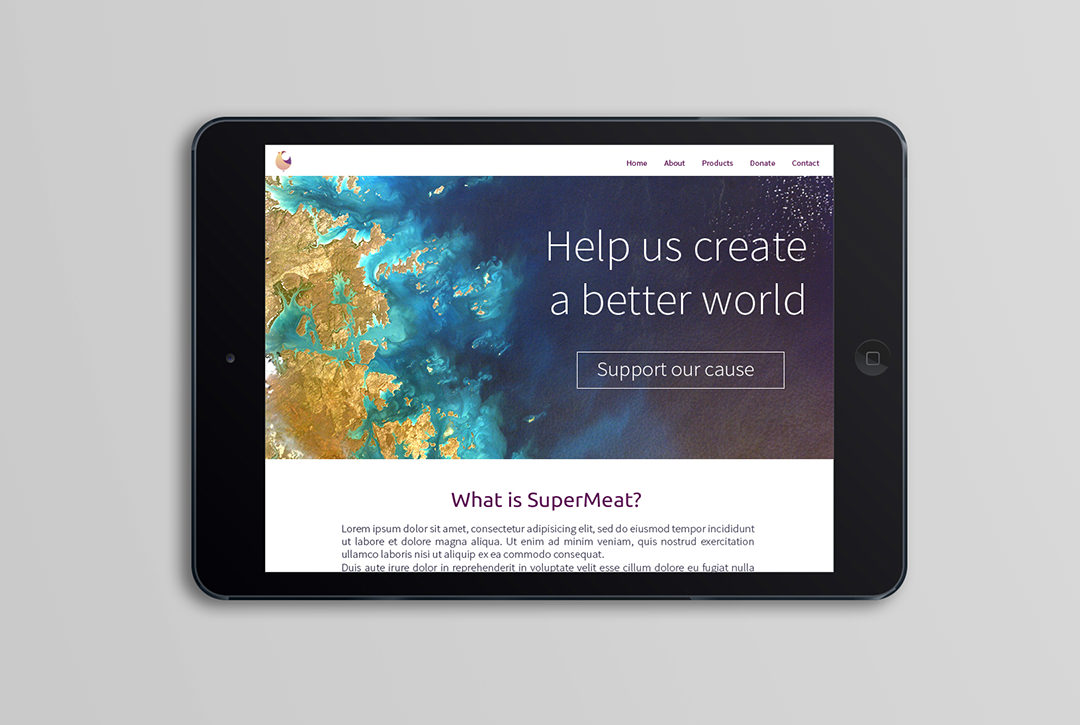 Home About Products Donate Contact
Help us create
a better world
Support our cause
What is SuperMeat?
Lorem ipsum dolor sit amet, consectetur adipisicing elit, sed do eiusmod tempor incididunt
ut labore et dolore magna aliqua. Ut enim ad minim veniam, quis nostrud exercitation
ullamco laboris nisi ut aliquip ex ea commodo consequat.
Duis aute irure dolor in reprehenderit in voluptate velit esse cillum dolore eu fugiat nulla